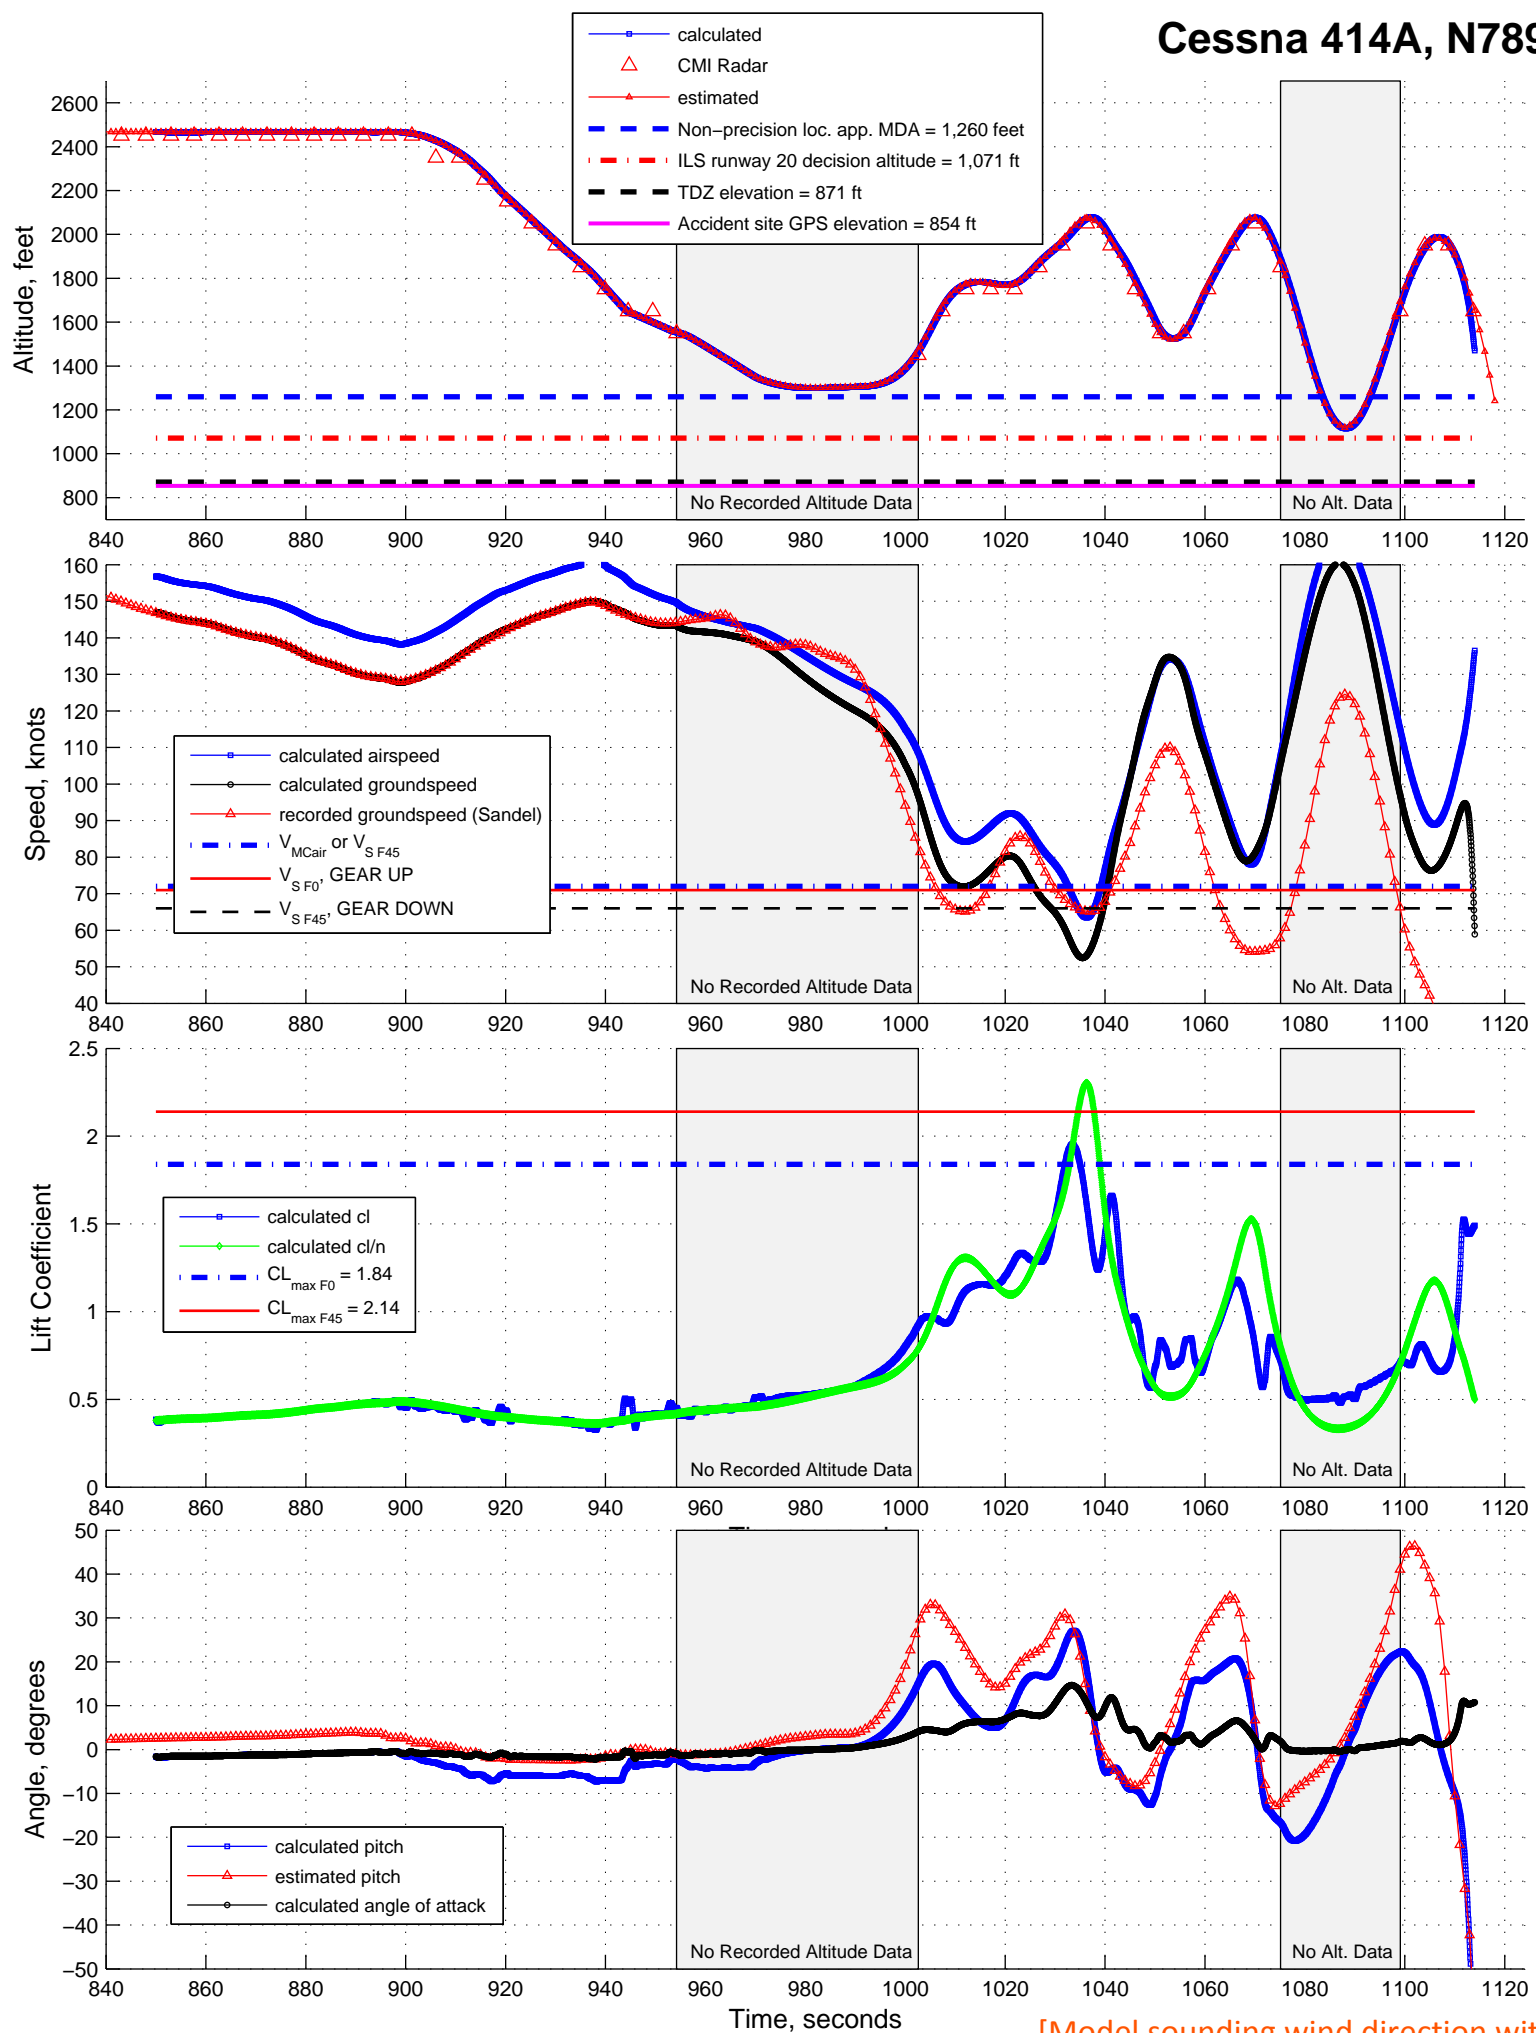 Cessna 414A, N789
calculated
CMI Radar
estimated
Non−precision loc. app. MDA = 1,260 feet
ILS runway 20 decision altitude = 1,071 ft
TDZ elevation = 871 ft
Accident site GPS elevation = 854 ft
Altitude, feet
2600
2400
2200
2000
1800
1600
1400
1200
1000
800
No Recorded Altitude Data
No Alt. Data
840 860 880 900 920 940 960 980 1000 1020 1040 1060 1080 1100 1120
Speed, knots
160
150
140
130
120
110
100
90
80
70
60
50
40
calculated airspeed
calculated groundspeed
recorded groundspeed (Sandel)
VMCair or VS F45
VS F0, GEAR UP
VS F45, GEAR DOWN
No Recorded Altitude Data
No Alt. Data
840 860 880 900 920 940 960 980 1000 1020 1040 1060 1080 1100 1120
Lift Coefficient
2.5
2
1.5
1
0.5
0
calculated cl
calculated cl/n
CLmax F0 = 1.84
CLmax F45 = 2.14
No Recorded Altitude Data
No Alt. Data
840 860 880 900 920 940 960 980 1000 1020 1040 1060 1080 1100 1120
Angle, degrees
50
40
30
20
10
0
−10
−20
−30
−40
−50
calculated pitch
estimated pitch
calculated angle of attack
No Recorded Altitude Data
No Alt. Data
840 860 880 900 920 940 960 980 1000 1020 1040 1060 1080 1100 1120
Time, seconds
[Model sounding wind direction wit